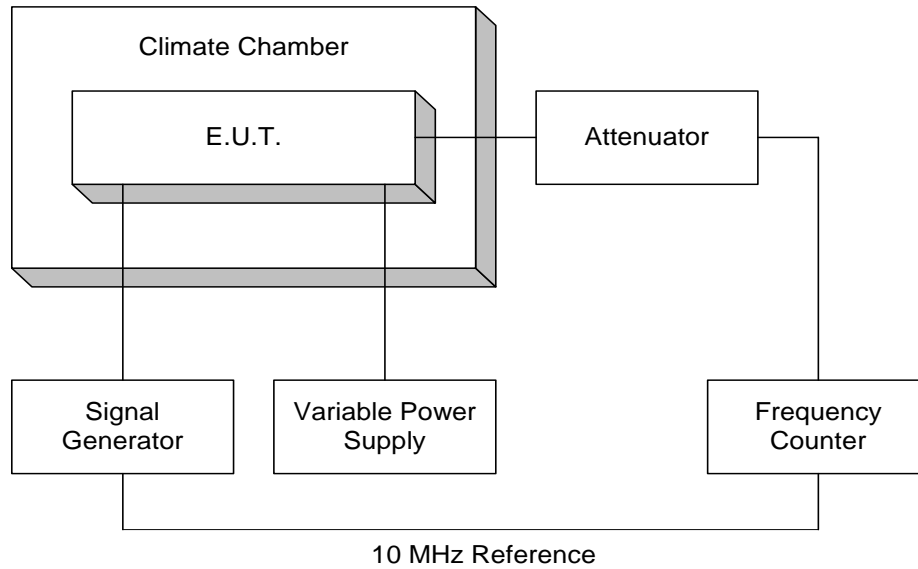 Climate Chamber
E.U.T.
Attenuator
Signal
Generator
Variable Power
Supply
Frequency
Counter
10 MHz Reference